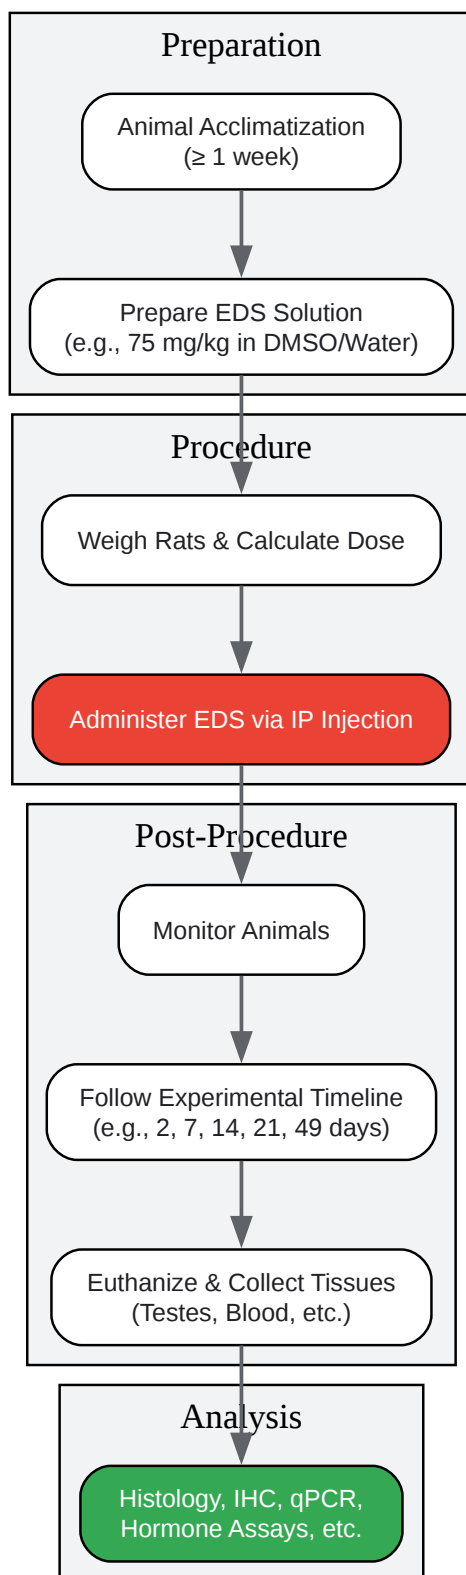 Preparation
Animal Acclimatization
(≥ 1 week)
Prepare EDS Solution
(e.g., 75 mg/kg in DMSO/Water)
Procedure
Weigh Rats & Calculate Dose
Administer EDS via IP Injection
Post-Procedure
Monitor Animals
Follow Experimental Timeline
(e.g., 2, 7, 14, 21, 49 days)
Euthanize & Collect Tissues
(Testes, Blood, etc.)
Analysis
Histology, IHC, qPCR,
Hormone Assays, etc.